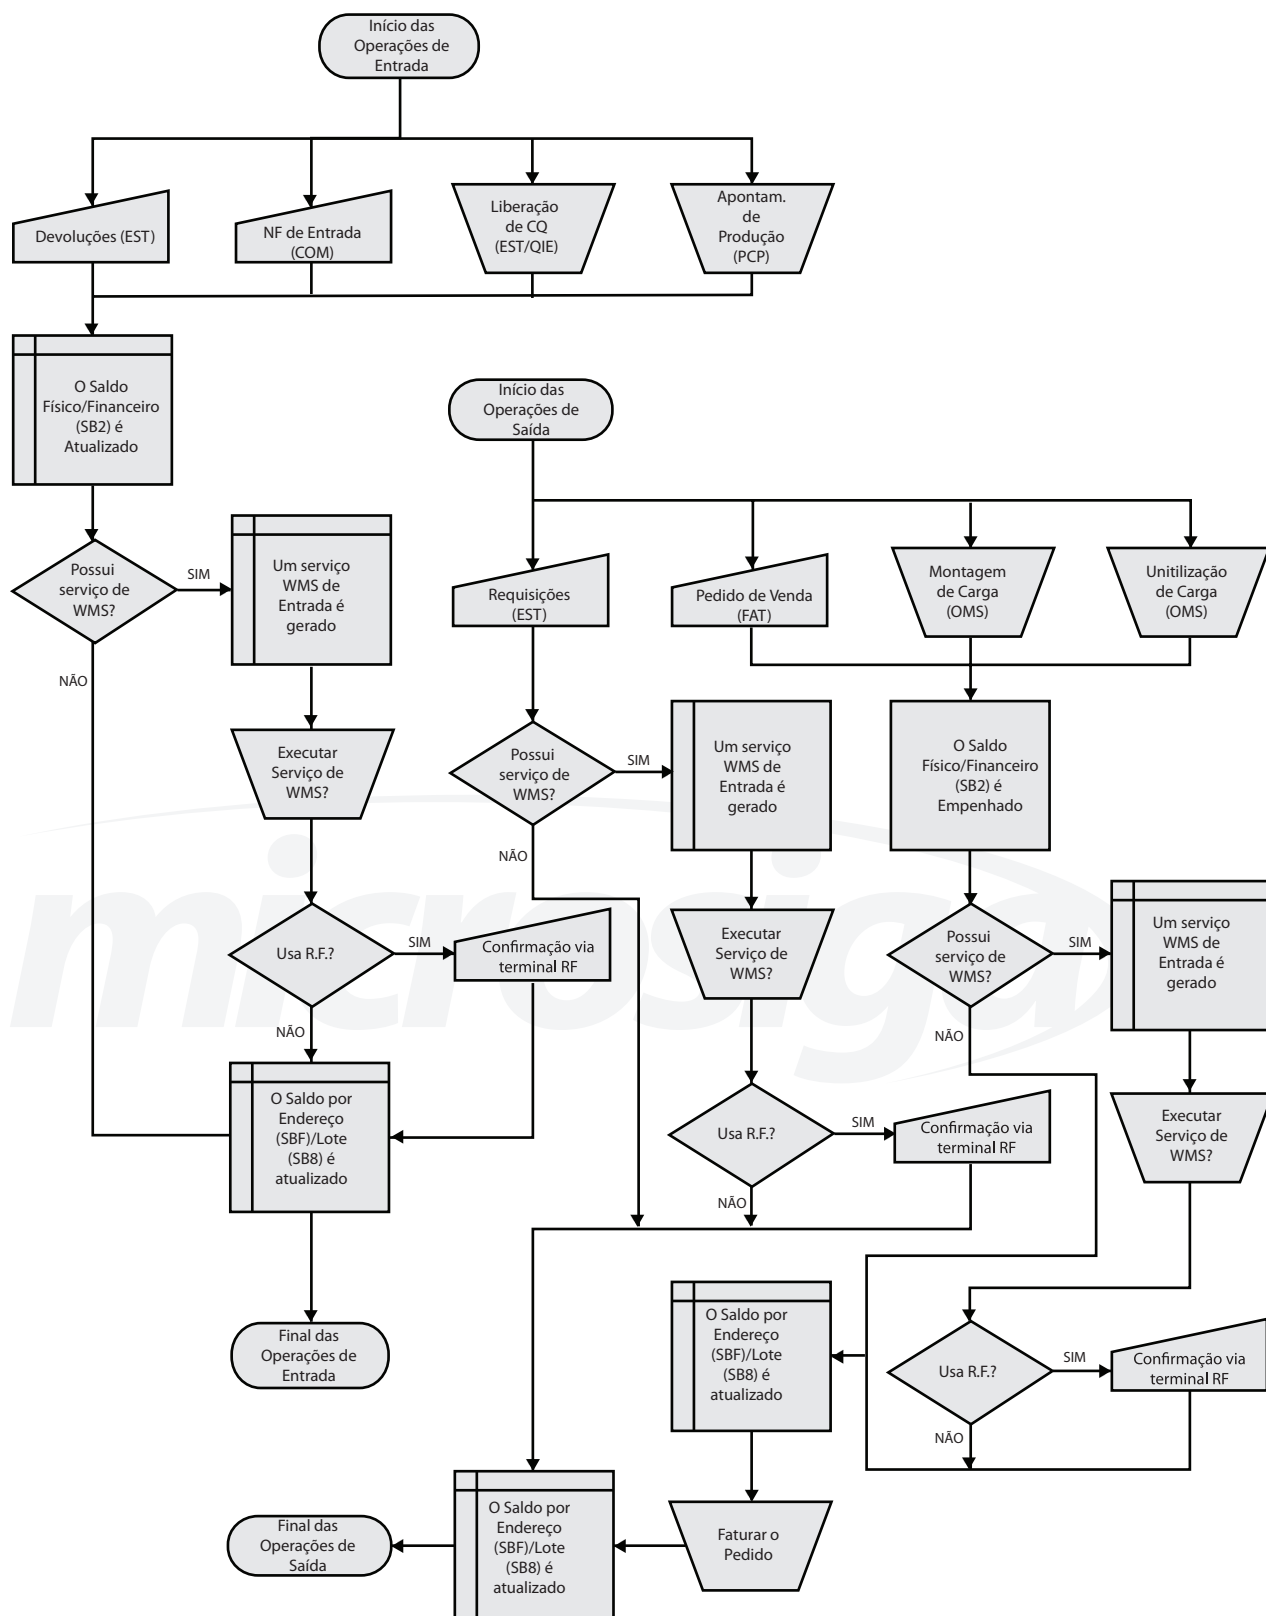 Início das
Operações de
Entrada
Devoluções (EST)
NF de Entrada
(COM)
Liberação
de CQ
(EST/QIE)
Apontam.
de
Produção
(PCP)
O Saldo
Físico/Financeiro
(SB2) é
Atualizado
Início das
Operações de
Saída
Possui
serviço de
WMS?
SIM
NÃO
Um serviço
WMS de
Entrada é
gerado
Requisições
(EST)
Pedido de Venda
(FAT)
Montagem
de Carga
(OMS)
Unitilização
de Carga
(OMS)
Executar
Serviço de
WMS?
Possui
serviço de
WMS?
SIM
NÃO
Um serviço
WMS de
Entrada é
gerado
O Saldo
Físico/Financeiro
(SB2) é
Empenhado
microsiga
Usa R.F.?
SIM
NÃO
Confirmação via
terminal RF
Executar
Serviço de
WMS?
Possui
serviço de
WMS?
SIM
NÃO
Um serviço
WMS de
Entrada é
gerado
O Saldo por
Endereço
(SBF)/Lote
(SB8) é
atualizado
Usa R.F.?
SIM
NÃO
Confirmação via
terminal RF
Executar
Serviço de
WMS?
Final das
Operações de
Entrada
O Saldo por
Endereço
(SBF)/Lote
(SB8) é
atualizado
Usa R.F.?
SIM
NÃO
Confirmação via
terminal RF
Final das
Operações de
Saída
O Saldo por
Endereço
(SBF)/Lote
(SB8) é
atualizado
Faturar o
Pedido